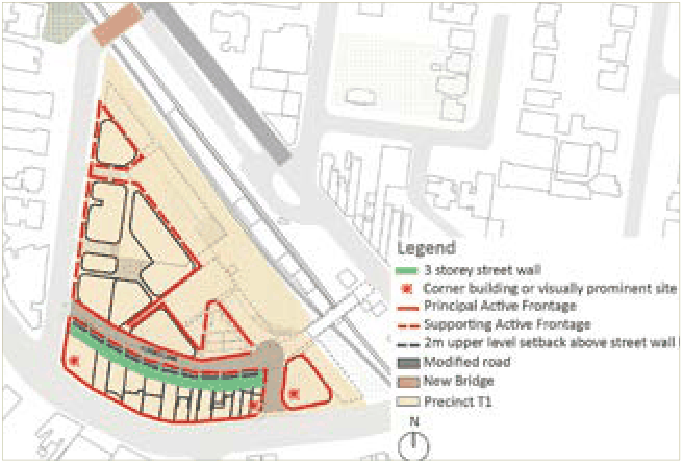 Legend
3 storey street wall
Corner building or visually prominent site
Principal Active Frontage
Supporting Active Frontage
2m upper level setback above street wall
Modified road
New Bridge
Precinct T1
N